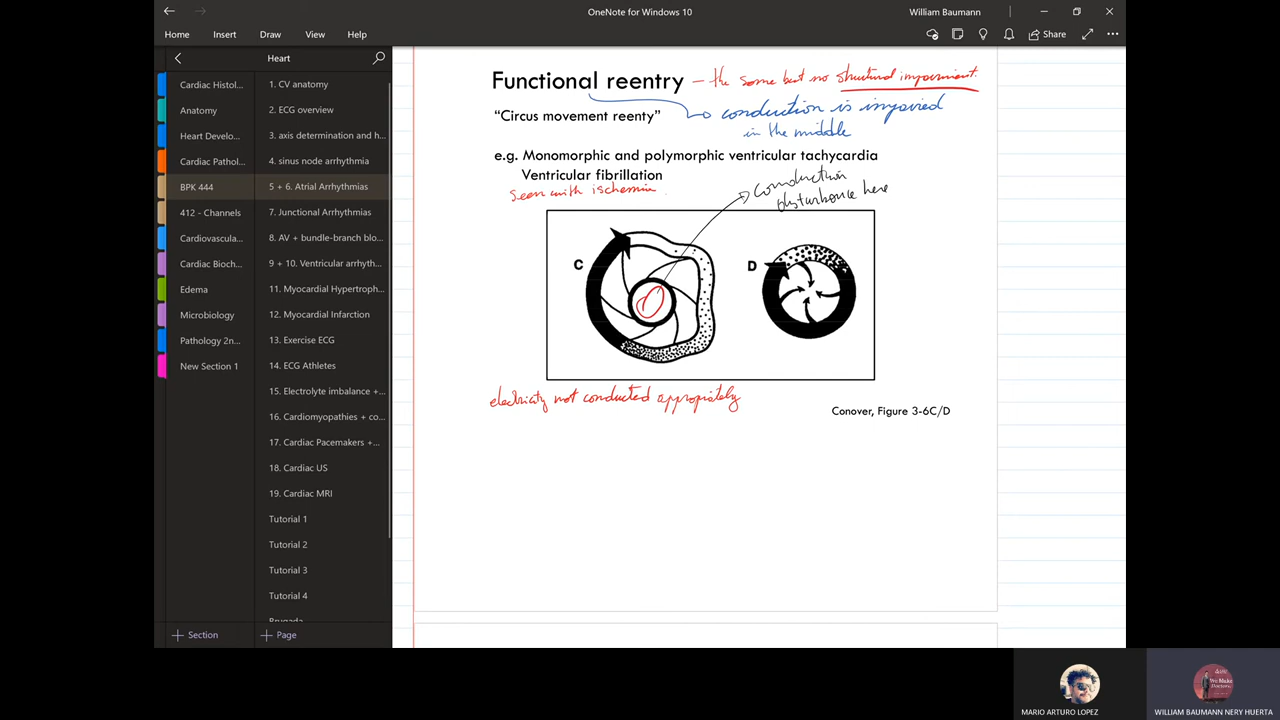 OneNote for Windows 10
William Baumann
Home
Insert
Draw
View
Help
Share
Heart
Cardiac Histol...
Anatomy
Heart Develo...
Cardiac Pathol...
BPK 444
412 - Channels
Cardiovascula...
Cardiac Bioch...
Edema
Microbiology
Pathology 2n...
New Section 1
Section
1. CV anatomy
2. ECG overview
3. axis determination and h...
4. sinus node arrhythmia
5 + 6. Atrial Arrhythmias
7. Junctional Arrhythmias
8. AV + bundle-branch blo...
9 + 10. Ventricular arryth...
11. Myocardial Hypertroph...
12. Myocardial Infarction
13. Exercise ECG
14. ECG Athletes
15. Electrolyte imbalance +...
16. Cardiomyopathies + co...
17. Cardiac Pacemakers +...
18. Cardiac US
19. Cardiac MRI
Tutorial 1
Tutorial 2
Tutorial 3
Tutorial 4
Brugada
Page
Functional reentry – the same but no structural impairment.
"Circus movement reenty"
conduction is impaired
in the middle
e.g. Monomorphic and polymorphic ventricular tachycardia
Ventricular fibrillation
seen with ischemia
conduction
disturbance here
C
D
electricity not conducted appropiately
Conover, Figure 3-6C/D
MARIO ARTURO LOPEZ
WILLIAM BAUMANN NERY HUERTA